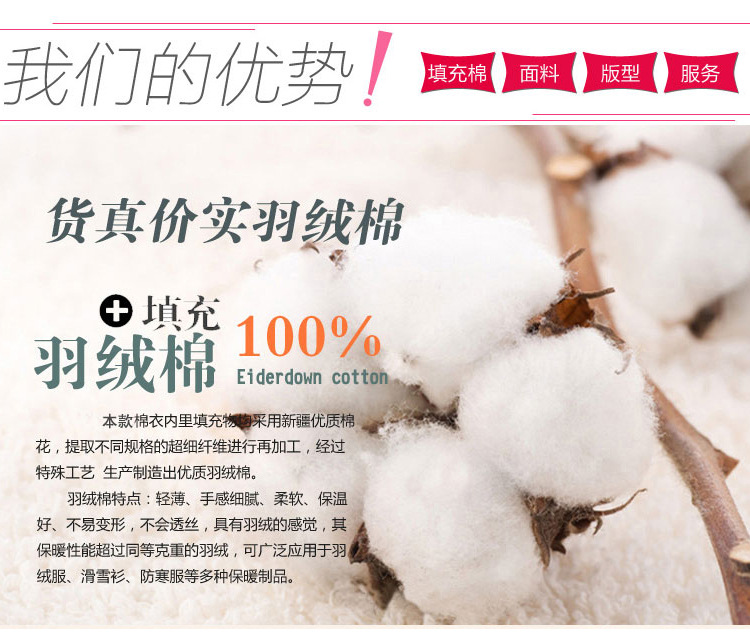 我们的优势!
填充棉 面料 版型 服务
货真价实羽绒棉
填充
羽绒棉 100%
Eiderdown cotton
本款棉衣内里填充物均采用新疆优质棉
花，提取不同规格的超细纤维进行再加工，经过
特殊工艺 生产制造出优质羽绒棉。
羽绒棉特点：轻薄、手感细腻、柔软、保温
好、不易变形，不会透丝，具有羽绒的感觉，其
保暖性能超过同等克重的羽绒，可广泛应用于羽
绒服、滑雪衫、防寒服等多种保暖制品。